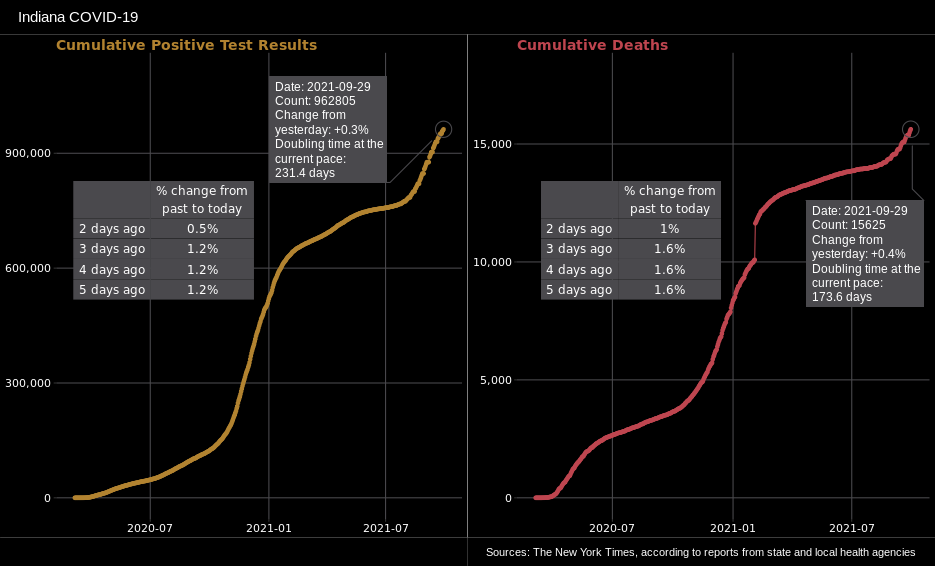 Indiana COVID-19
Cumulative Positive Test Results
Date: 2021-09-29
Count: 962805
Change from
yesterday: +0.3%
Doubling time at the
current pace:
231.4 days
900,000
600,000
300,000
0
% change from
past to today
2 days ago 0.5%
3 days ago 1.2%
4 days ago 1.2%
5 days ago 1.2%
2020-07 2021-01 2021-07
Cumulative Deaths
15,000
10,000
5,000
0
% change from
past to today
2 days ago 1%
3 days ago 1.6%
4 days ago 1.6%
5 days ago 1.6%
Date: 2021-09-29
Count: 15625
Change from
yesterday: +0.4%
Doubling time at the
current pace:
173.6 days
2020-07 2021-01 2021-07
Sources: The New York Times, according to reports from state and local health agencies